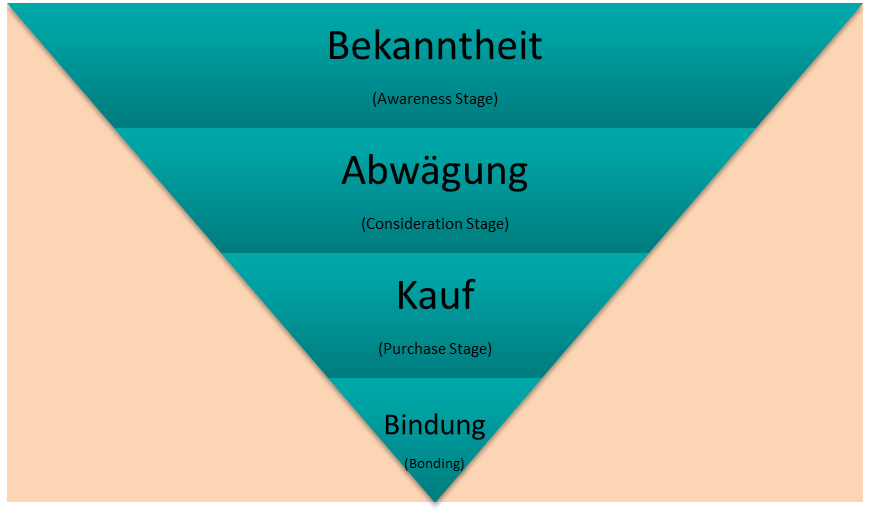 Bekanntheit
(Awareness Stage)
Abwägung
(Consideration Stage)
Kauf
(Purchase Stage)
Bindung
(Bonding)